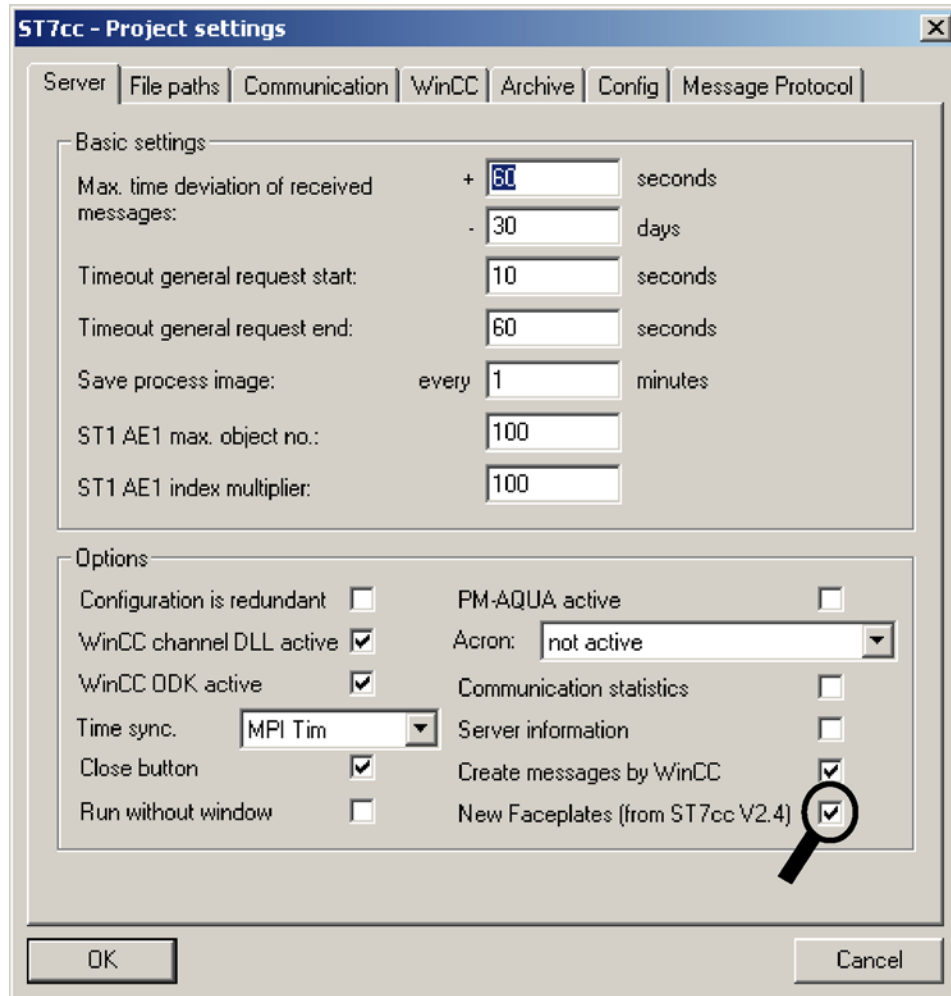 ST7cc - Project settings
Server File paths Communication WinCC Archive Config Message Protocol
Basic settings
Max. time deviation of received messages: + 60 seconds
- 30 days
Timeout general request start: 10 seconds
Timeout general request end: 60 seconds
Save process image: every 1 minutes
ST1 AE1 max. object no.: 100
ST1 AE1 index multiplier: 100
Options
Configuration is redundant PM-AQUA active
WinCC channel DLL active Acron: not active
WinCC ODK active Communication statistics
Time sync. MPI Tim Server information
Close button Create messages by WinCC
Run without window New Faceplates (from ST7cc V2.4)
OK Cancel